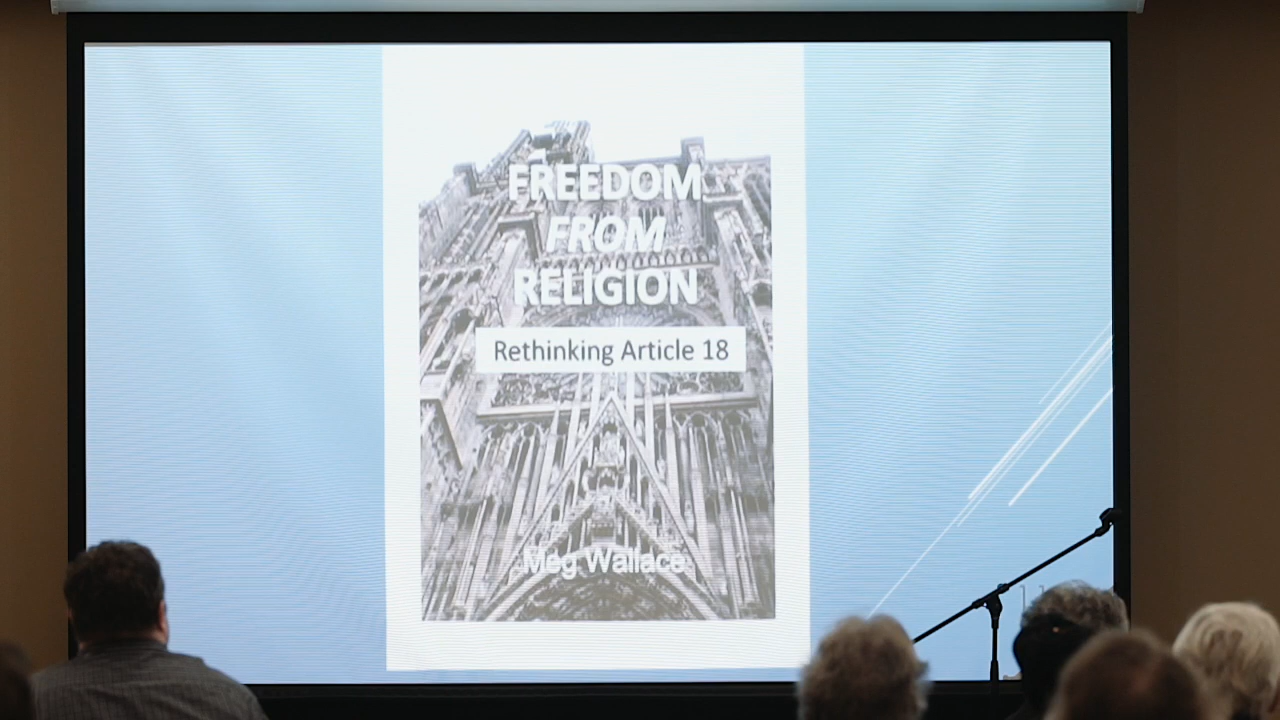 FREEDOM
FROM
RELIGION
Rethinking Article 18
Meg Wallace